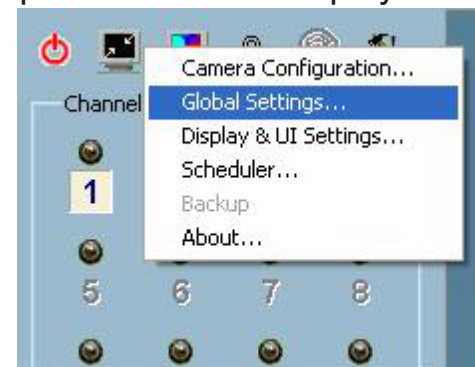 Camera Configuration...
Channel
Global Settings...
Display & UI Settings...
Scheduler...
1
Backup
About...
5 6 7 8